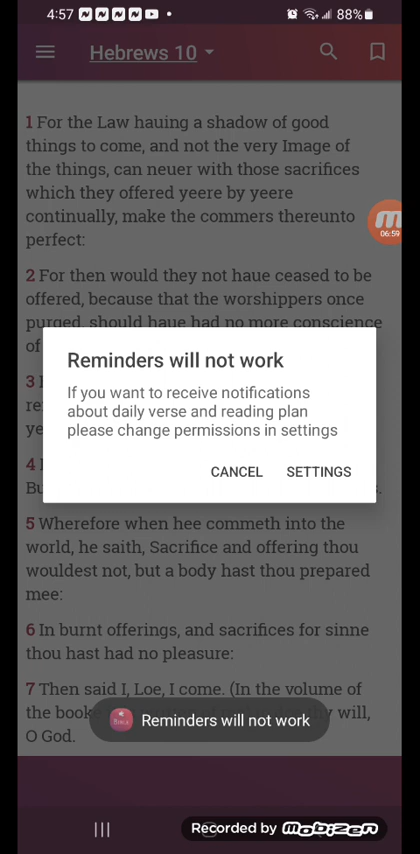 4:57
88%
Hebrews 10
1 For the Law hauing a shadow of good
things to come, and not the very Image of
the things, can neuer with those sacrifices
which they offered yeere by yeere
continually, make the commers thereunto
perfect:
06:59
2 For then would they not haue ceased to be
offered, because that the worshippers once
purged, should haue had no more conscience
of
Reminders will not work
3
If you want to receive notifications
about daily verse and reading plan
please change permissions in settings
4
CANCEL SETTINGS
5 Wherefore when hee commeth into the
world, he saith, Sacrifice and offering thou
wouldest not, but a body hast thou prepared
mee:
6 In burnt offerings, and sacrifices for sinne
thou hast had no pleasure:
7 Then said I, Loe, I come. (In the volume of
the booke
will,
Reminders will not work
O God.
Recorded by mobizen